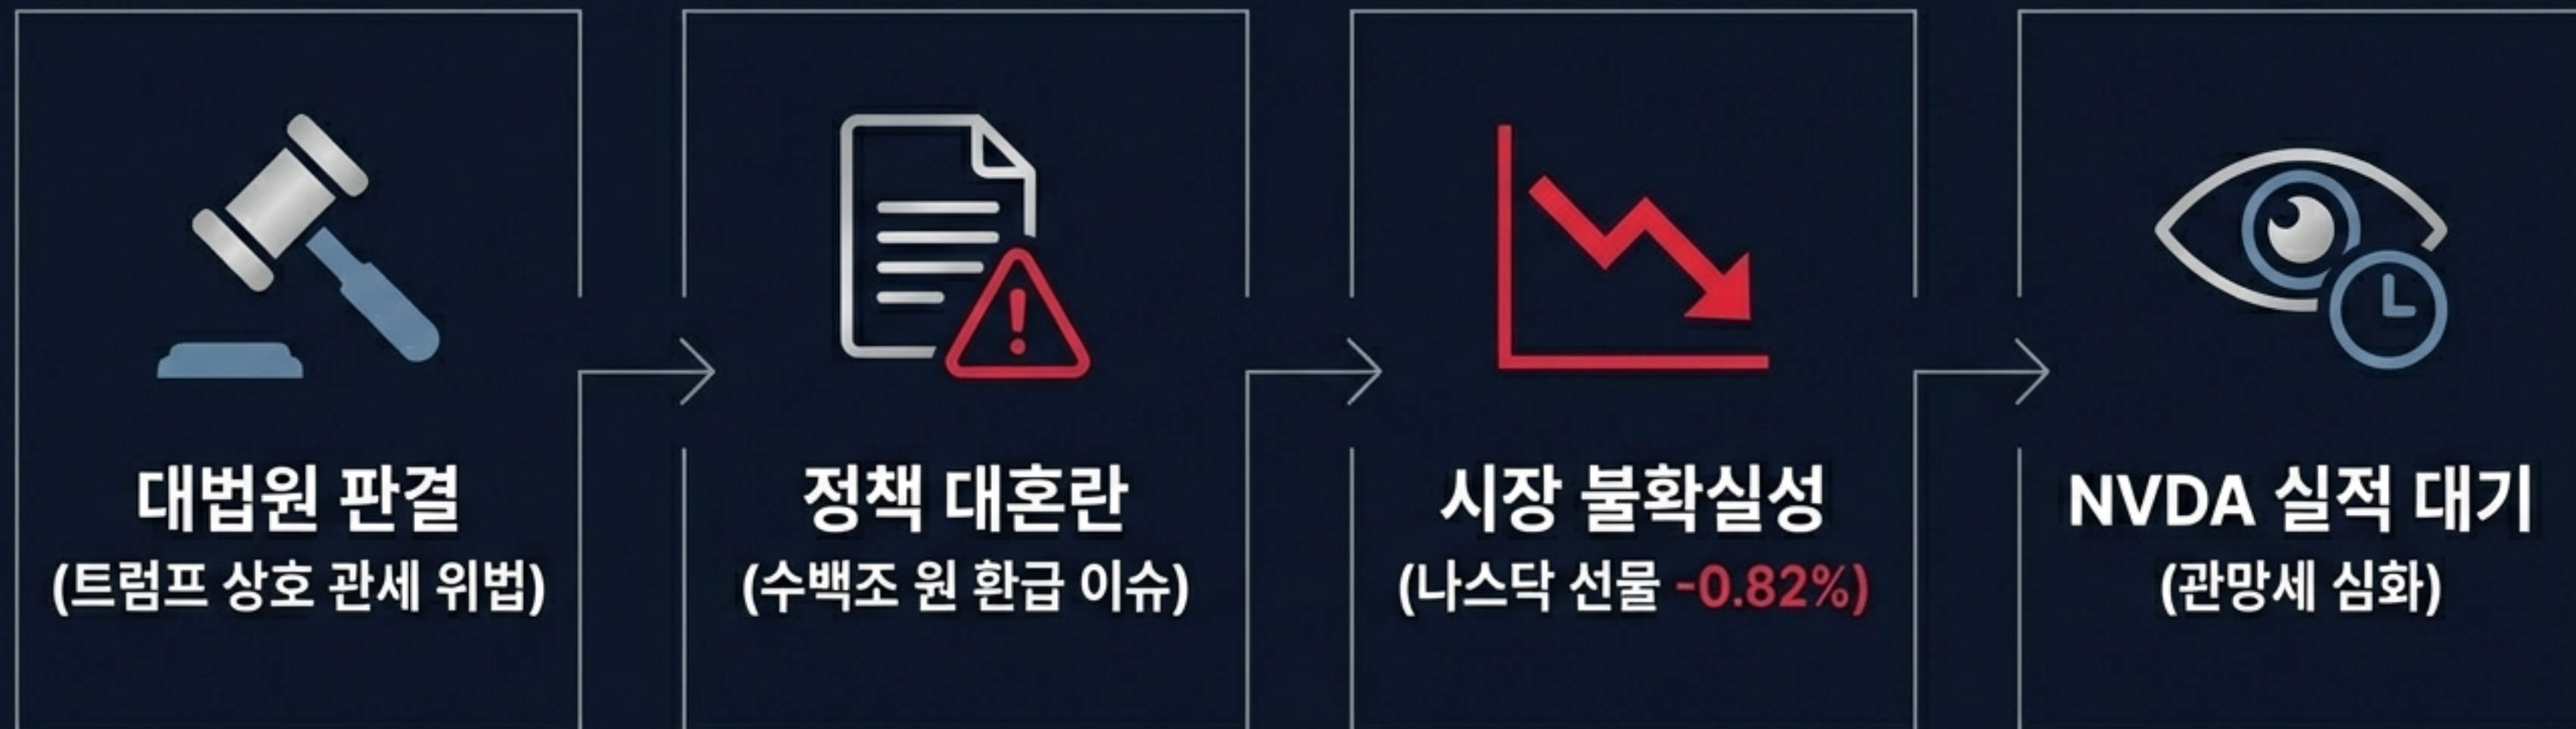 대법원 판결
(트럼프 상호 관세 위법)
정책 대혼란
(수백조 원 환급 이슈)
시장 불확실성
(나스닥 선물 -0.82%)
NVDA 실적 대기
(관망세 심화)